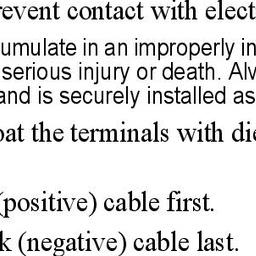 revent contact with elect
umulate in an improperly in
serious injury or death. Alv
and is securely installed as
oat the terminals with die
(positive) cable first.
k (negative) cable last.